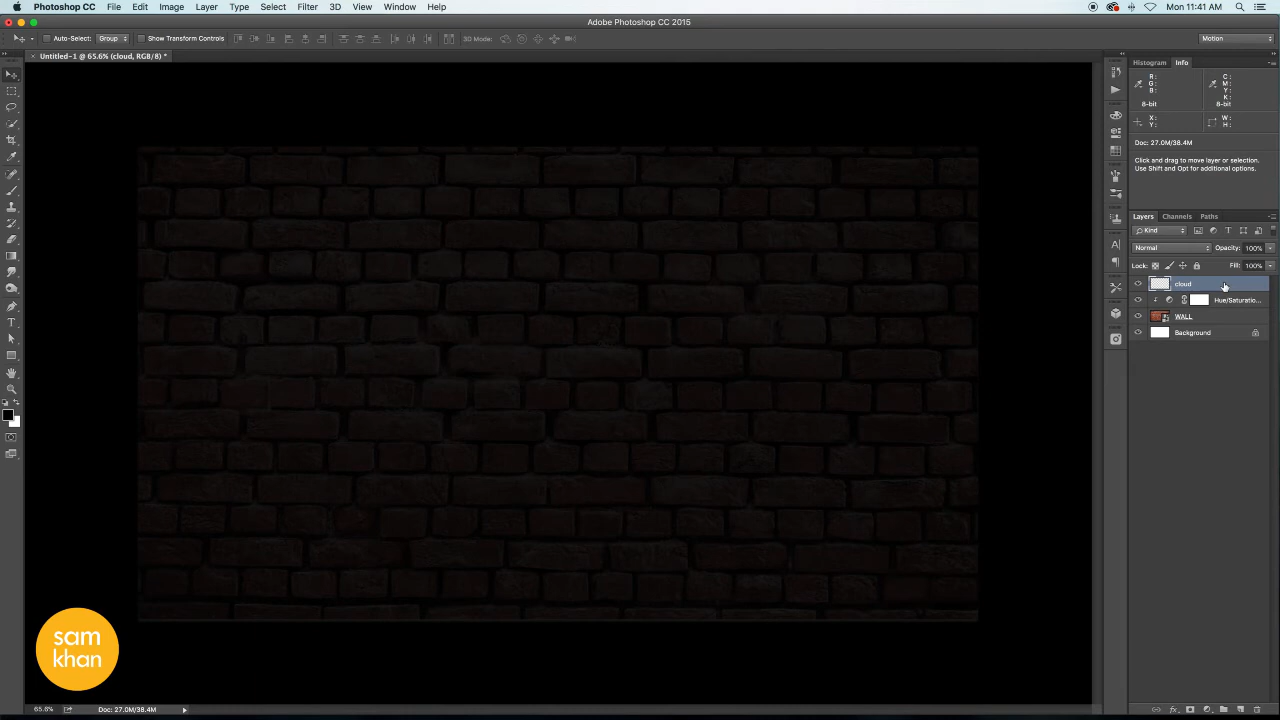 Photoshop CC File Edit Image Layer Type Select Filter 3D View Window Help Mon 11:41 AM
Adobe Photoshop CC 2015
Auto-Select: Group Show Transform Controls 3D Mode: Motion
Untitled-1 @ 65.6% (cloud, RGB/8) *
Histogram Info
R: C:
G: M:
B: Y:
K:
8-bit 8-bit
X: W:
Y: H:
Doc: 27.0M/38.4M
Click and drag to move layer or selection.
Use Shift and Opt for additional options.
Layers Channels Paths
Kind
Normal Opacity: 100%
Lock: Fill: 100%
cloud
Hue/Saturatio...
WALL
Background
sam
khan
65.6% Doc: 27.0M/38.4M